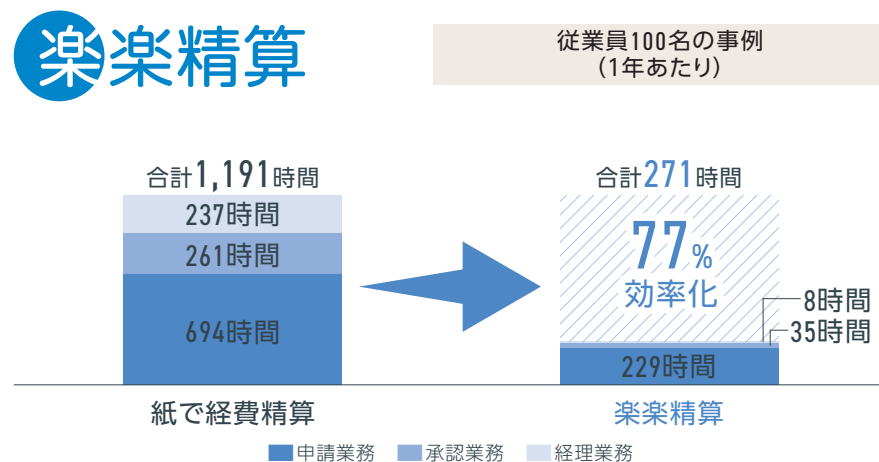 楽楽精算
従業員100名の事例
(1年あたり)
合計1,191時間
237時間
261時間
694時間
紙で経費精算
合計271時間
77%
効率化
8時間
35時間
229時間
楽楽精算
申請業務 承認業務 経理業務